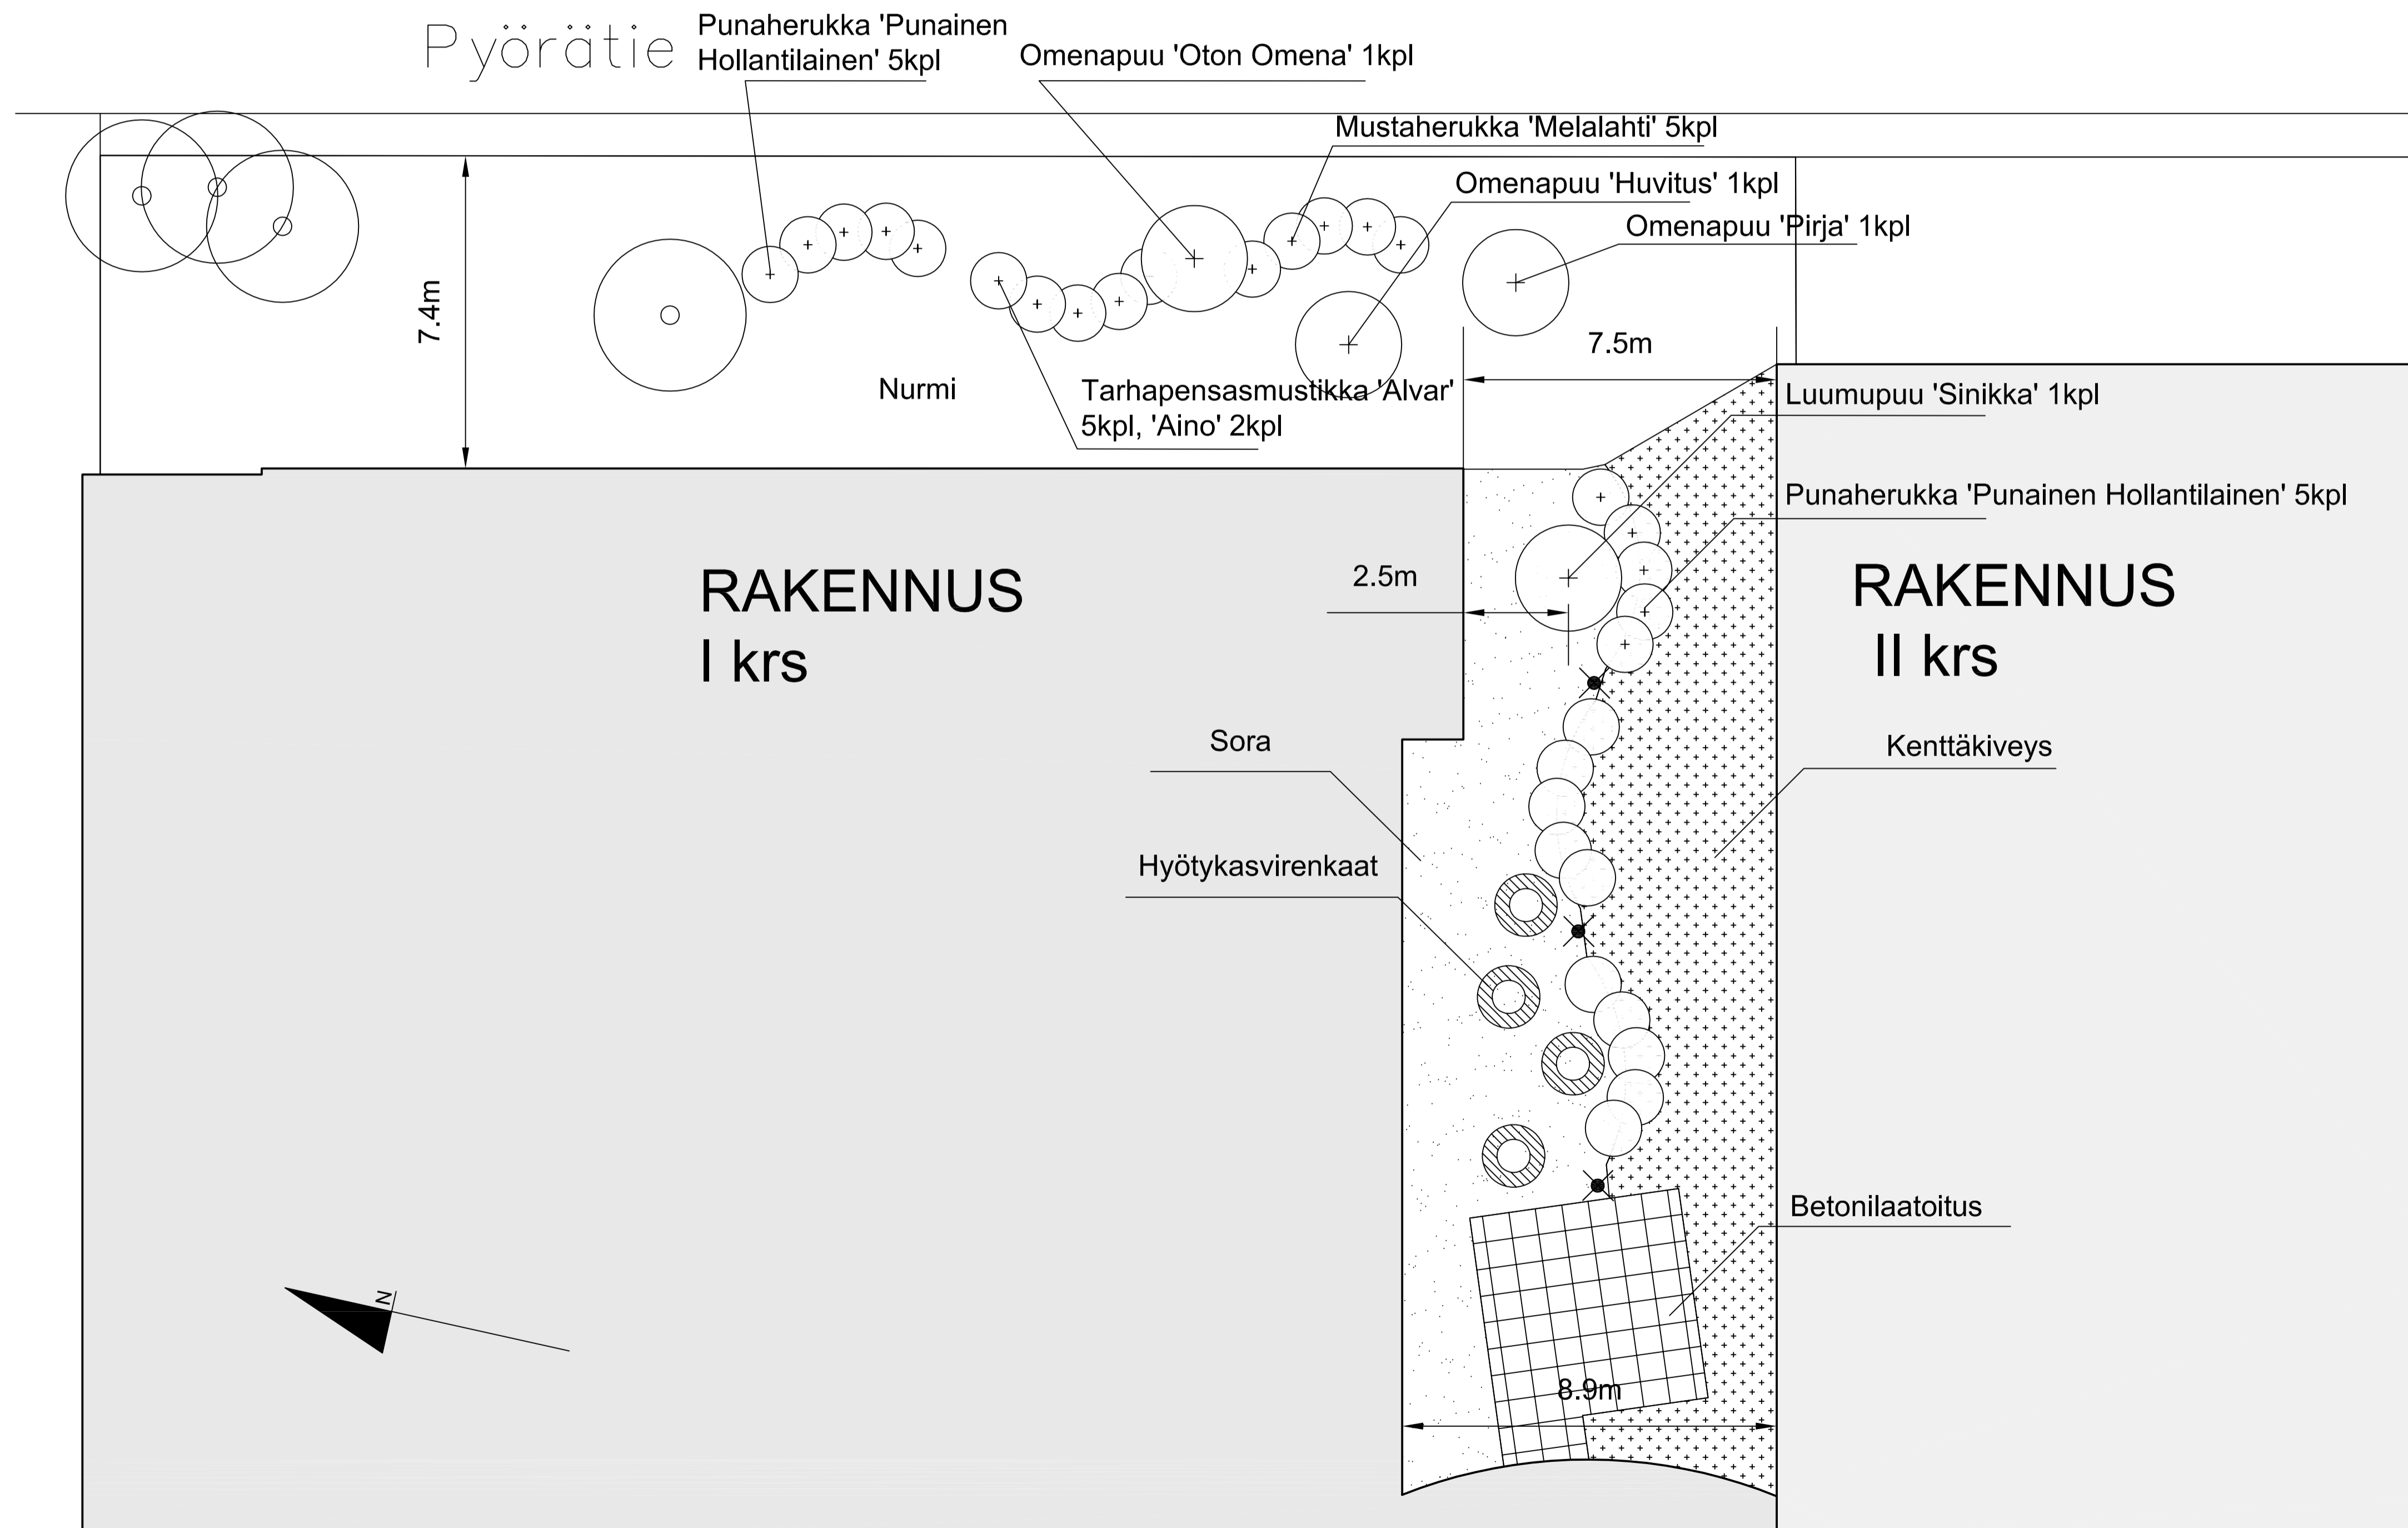 Pyörätie
Punaherukka 'Punainen
Hollantilainen' 5kpl
Omenapuu 'Oton Omena' 1kpl
Mustaherukka 'Melalahti' 5kpl
Omenapuu 'Huvitus' 1kpl
Omenapuu 'Pirja' 1kpl
7.4m
7.5m
Nurmi
Tarhapensasmustikka 'Alvar'
5kpl, 'Aino' 2kpl
Luumupuu 'Sinikka' 1kpl
Punaherukka 'Punainen Hollantilainen' 5kpl
2.5m
RAKENNUS
I krs
RAKENNUS
II krs
Sora
Kenttäkiveys
Hyötykasvirenkaat
Betonilaatoitus
N
8.9m